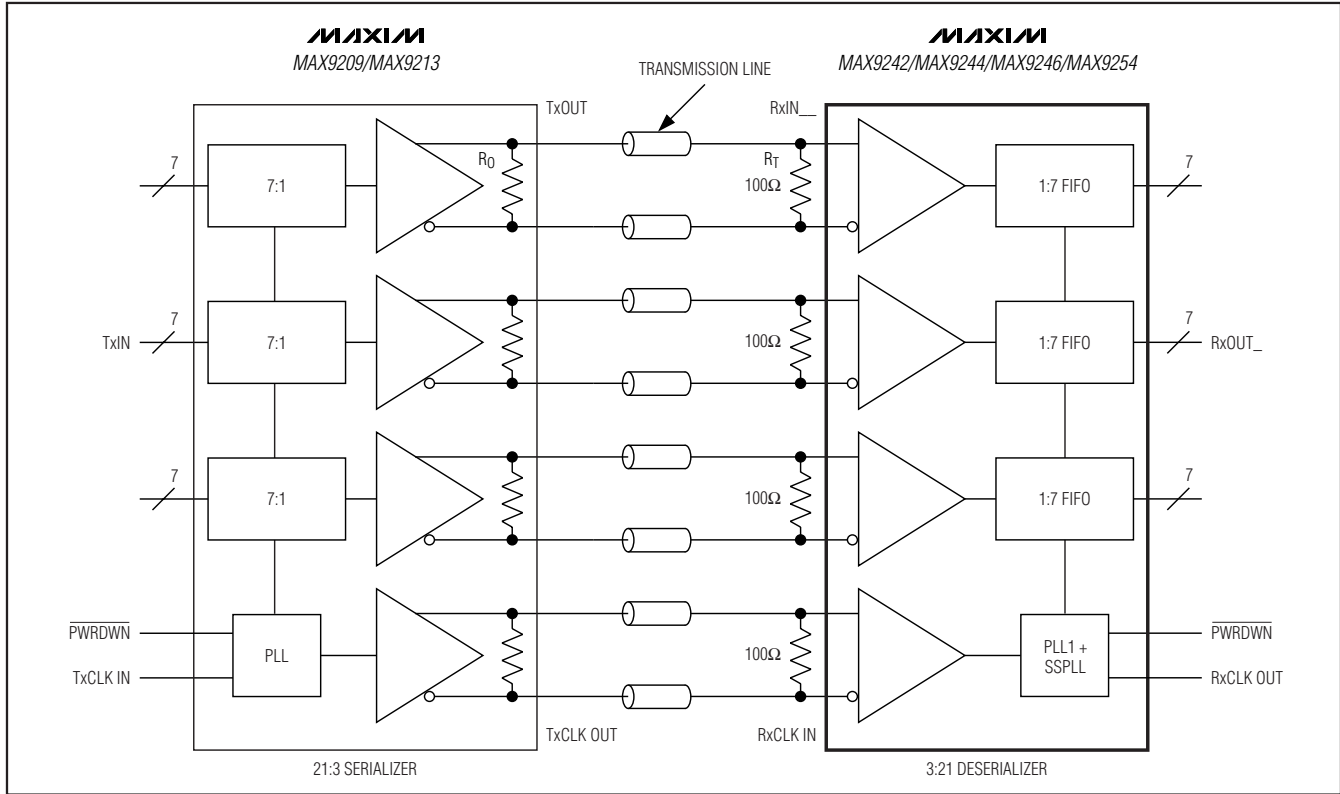 MAXIM
MAX9209/MAX9213
MAXIM
MAX9242/MAX9244/MAX9246/MAX9254
TRANSMISSION LINE
TxOUT
RxIN__
7
7:1
RO
RT
100Ω
1:7 FIFO
7
TxIN
7
7:1
100Ω
1:7 FIFO
7
RxOUT_
7
7:1
100Ω
1:7 FIFO
7
PWRDWN
TxCLK IN
PLL
100Ω
PLL1 +
SSPLL
PWRDWN
RxCLK OUT
TxCLK OUT
RxCLK IN
21:3 SERIALIZER
3:21 DESERIALIZER